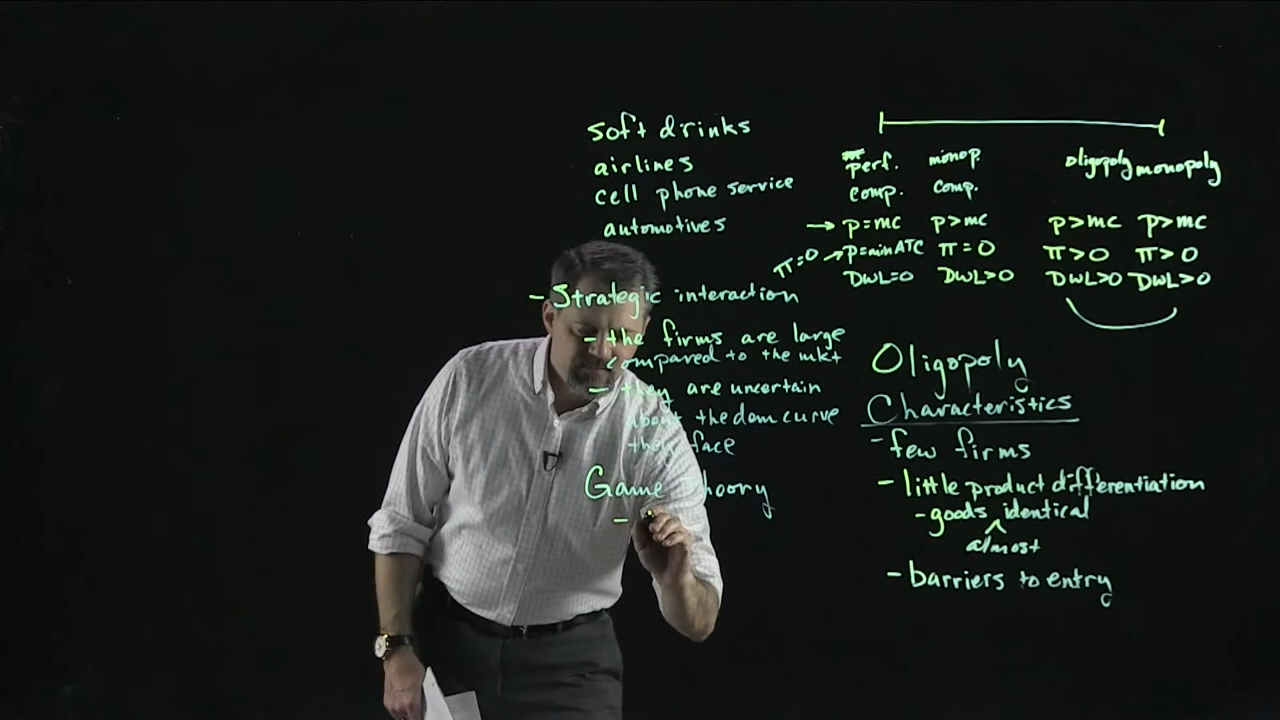 soft drinks
airlines
cell phone service
automotives
- Strategic interaction
- the firms are large
compared to the mkt
- they are uncertain
about the dem curve
they face
Game Theory
-
perf. comp.
monop. comp.
oligopoly
monopoly
→ p=mc p>mc p>mc p>mc
π=0 → p=minATC π=0 π>0 π>0
DWL=0 DWL>0 DWL>0 DWL>0
Oligopoly
Characteristics
- few firms
- little product differentiation
- goods ^ identical
almost
- barriers to entry